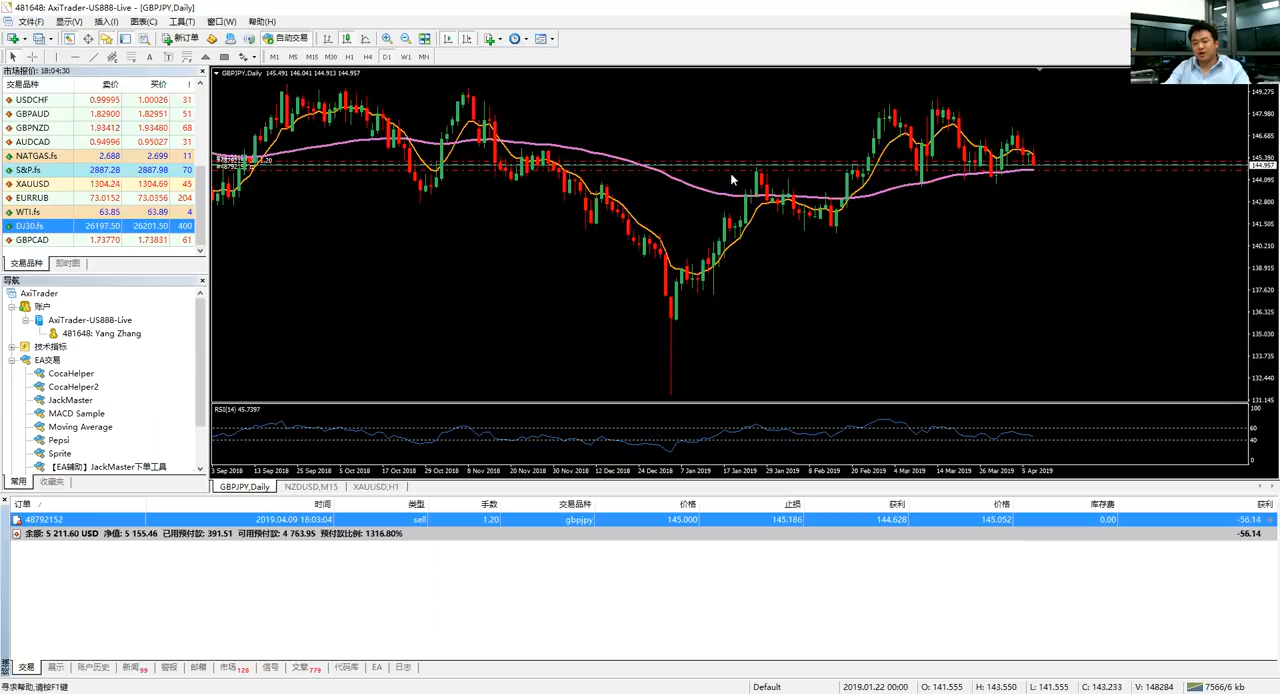 481648: AxiTrader-US888-Live - [GBPJPY,Daily]
文件(F) 显示(V) 插入(I) 图表(C) 工具(T) 窗口(W) 帮助(H)
新订单 自动交易
M1 M5 M15 M30 H1 H4 D1 W1 MN
市场报价: 18:04:30
交易品种 卖价 买价 !
USDCHF 0.99995 1.00026 31
GBPAUD 1.82900 1.82951 51
GBPNZD 1.93412 1.93480 68
AUDCAD 0.94996 0.95027 31
NATGAS.fs 2.688 2.699 11
S&P.fs 2887.28 2887.98 70
XAUUSD 1304.24 1304.69 45
EURRUB 73.0152 73.0356 204
WTI.fs 63.85 63.89 4
DJ30.fs 26197.50 26201.50 400
GBPCAD 1.73770 1.73831 61
交易品种 即时图
导航
AxiTrader
账户
AxiTrader-US888-Live
481648: Yang Zhang
技术指标
EA交易
CocaHelper
CocaHelper2
JackMaster
MACD Sample
Moving Average
Pepsi
Sprite
【EA辅助】JackMaster下单工具
常用 收藏夹
GBPJPY,Daily 145.491 146.041 144.913 144.957
149.275
147.980
146.685
145.390
144.957
144.095
142.800
141.505
140.210
138.915
137.620
136.325
135.030
133.735
132.440
131.145
RSI(14) 45.7397
100
60
40
0
3 Sep 2018 13 Sep 2018 25 Sep 2018 5 Oct 2018 17 Oct 2018 29 Oct 2018 8 Nov 2018 20 Nov 2018 30 Nov 2018 12 Dec 2018 24 Dec 2018 7 Jan 2019 17 Jan 2019 29 Jan 2019 8 Feb 2019 20 Feb 2019 4 Mar 2019 14 Mar 2019 26 Mar 2019 5 Apr 2019
GBPJPY,Daily NZDUSD,M15 XAUUSD,H1
订单 时间 类型 手数 交易品种 价格 止损 获利 价格 库存费 获利
48792152 2019.04.09 18:03:04 sell 1.20 gbpjpy 145.000 145.186 144.628 145.052 0.00 -56.14
余额: 5 211.60 USD 净值: 5 155.46 已用预付款: 391.51 可用预付款: 4 763.95 预付款比例: 1316.80% -56.14
交易 展示 账户历史 新闻 99 警报 邮箱 市场 128 信号 文章 779 代码库 EA 日志
寻求帮助,请按F1键 Default 2019.01.22 00:00 O: 141.555 H: 143.550 L: 141.555 C: 143.233 V: 148284 7566/6 kb